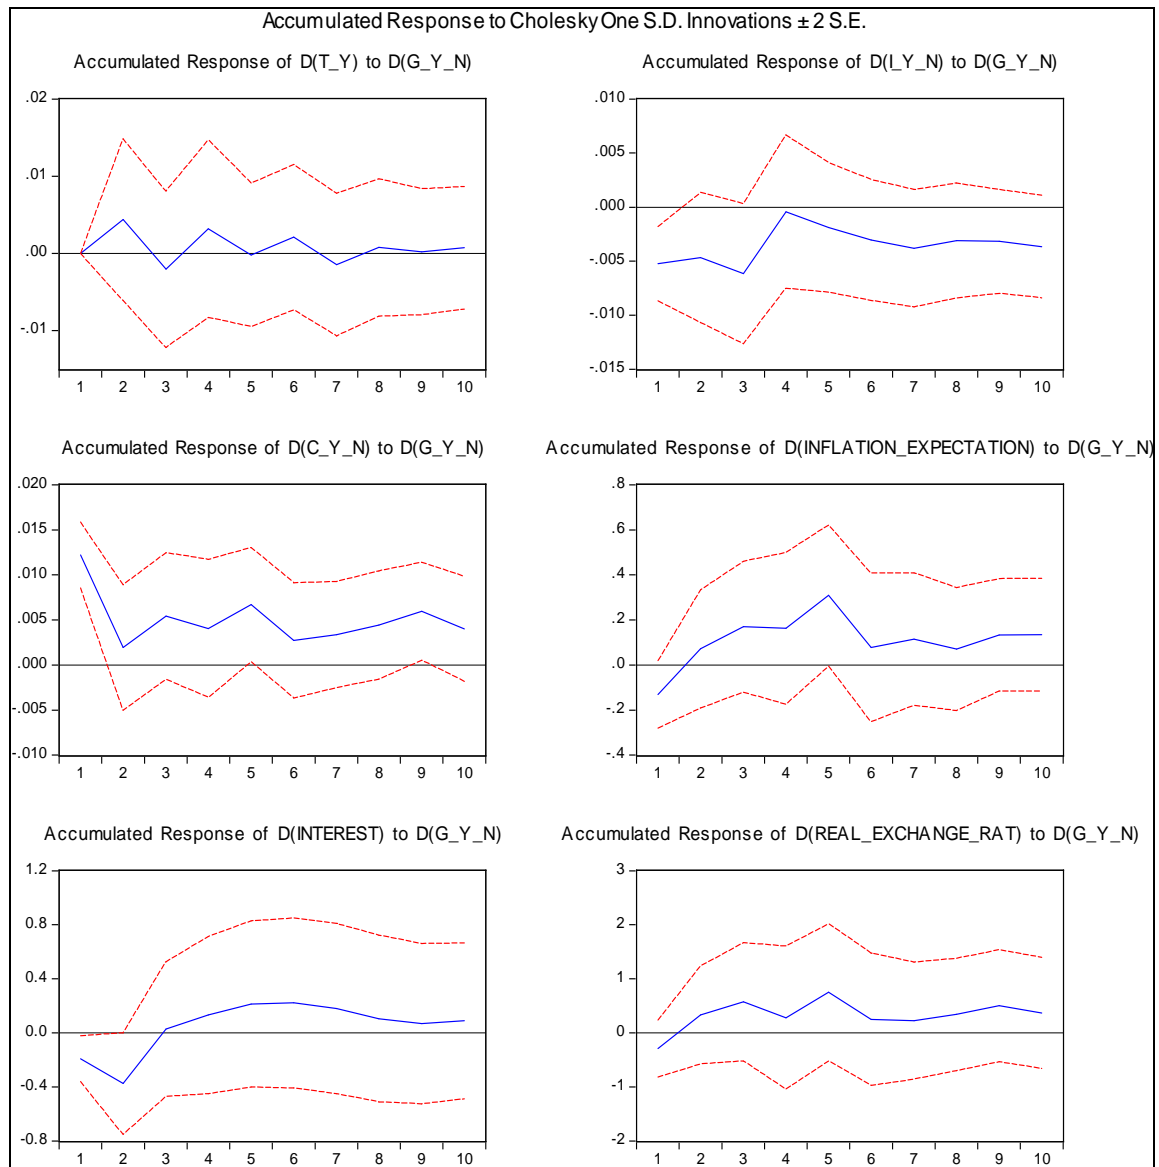 Accumulated Response to Cholesky One S.D. Innovations ± 2 S.E.
Accumulated Response of D(T_Y) to D(G_Y_N)
.02
.01
.00
-.01
1 2 3 4 5 6 7 8 9 10
Accumulated Response of D(I_Y_N) to D(G_Y_N)
.010
.005
.000
-.005
-.010
-.015
1 2 3 4 5 6 7 8 9 10
Accumulated Response of D(C_Y_N) to D(G_Y_N)
.020
.015
.010
.005
.000
-.005
-.010
1 2 3 4 5 6 7 8 9 10
Accumulated Response of D(INFLATION_EXPECTATION) to D(G_Y_N)
.8
.6
.4
.2
.0
-.2
-.4
1 2 3 4 5 6 7 8 9 10
Accumulated Response of D(INTEREST) to D(G_Y_N)
1.2
0.8
0.4
0.0
-0.4
-0.8
1 2 3 4 5 6 7 8 9 10
Accumulated Response of D(REAL_EXCHANGE_RAT) to D(G_Y_N)
3
2
1
0
-1
-2
1 2 3 4 5 6 7 8 9 10